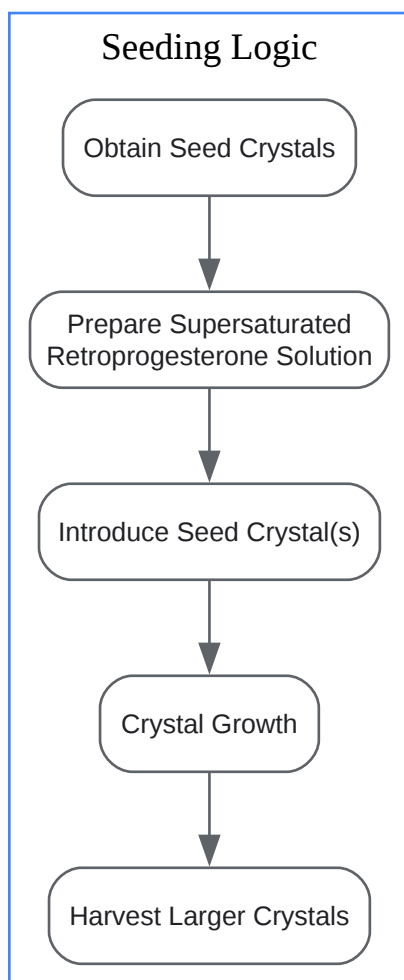 Seeding Logic
Obtain Seed Crystals
Prepare Supersaturated
Retroprogesterone Solution
Introduce Seed Crystal(s)
Crystal Growth
Harvest Larger Crystals